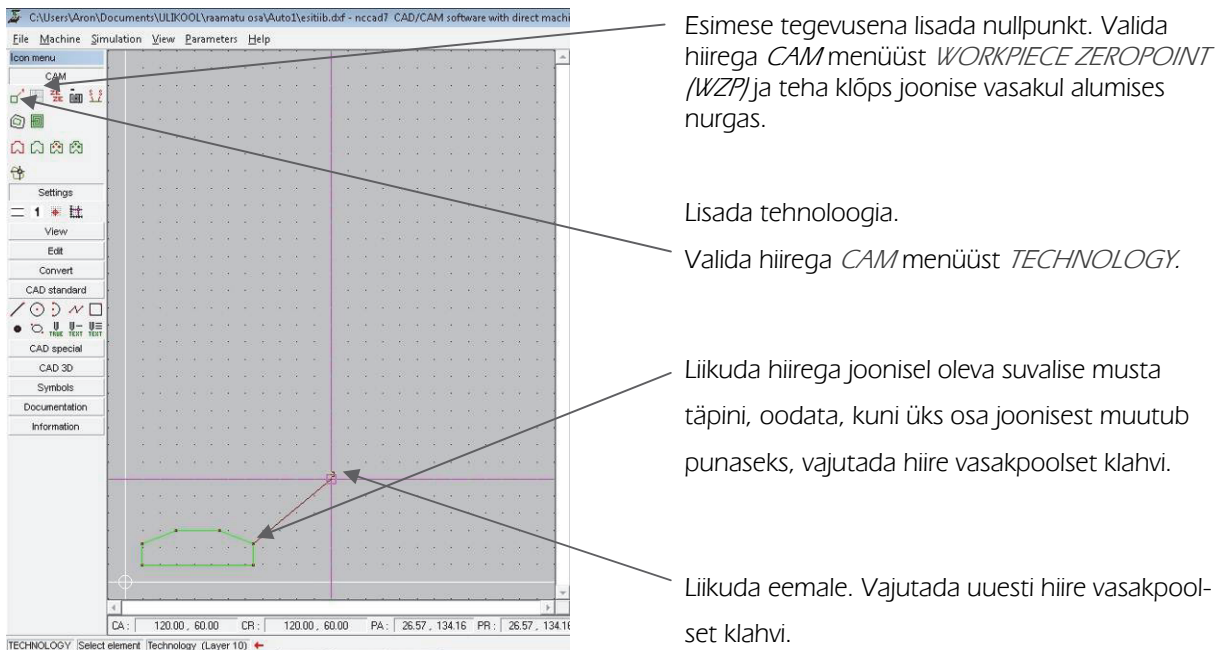 C:\Users\Aron\Documents\ULIKOOL\raamatu osa\Auto1\esitiib.dxf - nccad7 CAD/CAM software with direct machi
File Machine Simulation View Parameters Help
Icon menu
CAM
Settings
1
View
Edit
Convert
CAD standard
TRUE TEXT TEXT
CAD special
CAD 3D
Symbols
Documentation
Information
CA: 120.00, 60.00 CR: 120.00, 60.00 PA: 26.57, 134.16 PR: 26.57, 134.16
TECHNOLOGY Select element Technology (Layer 10)
Esimese tegevusena lisada nullpunkt. Valida
hiirega CAM menüüst WORKPIECE ZEROPOINT
(WZP) ja teha klõps joonise vasakul alumises
nurgas.
Lisada tehnoloogia.
Valida hiirega CAM menüüst TECHNOLOGY.
Liikuda hiirega joonisel oleva suvalise musta
täpini, oodata, kuni üks osa joonisest muutub
punaseks, vajutada hiire vasakpoolset klahvi.
Liikuda eemale. Vajutada uuesti hiire vasakpool-
set klahvi.